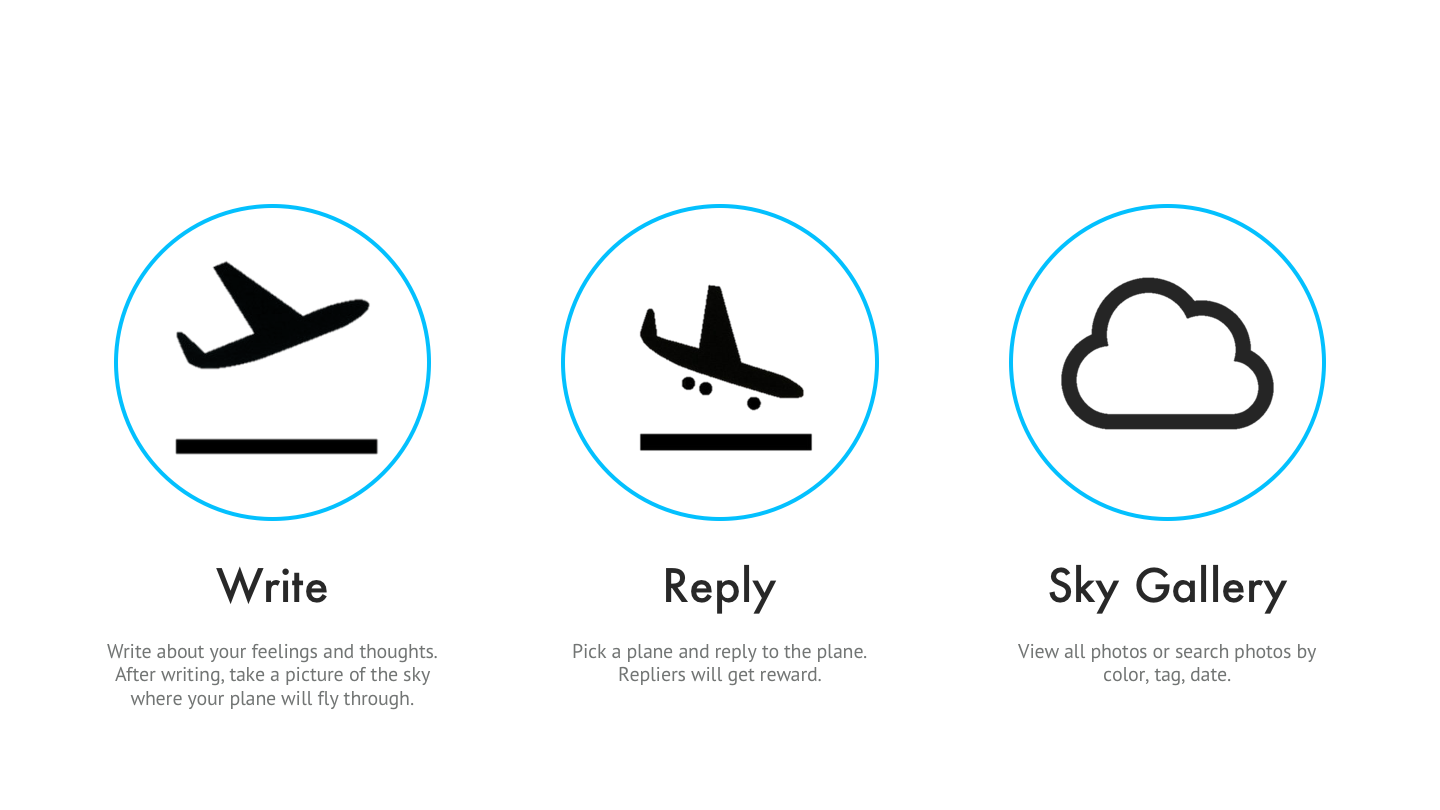 Write
Write about your feelings and thoughts.
After writing, take a picture of the sky
where your plane will fly through.
Reply
Pick a plane and reply to the plane.
Repliers will get reward.
Sky Gallery
View all photos or search photos by
color, tag, date.